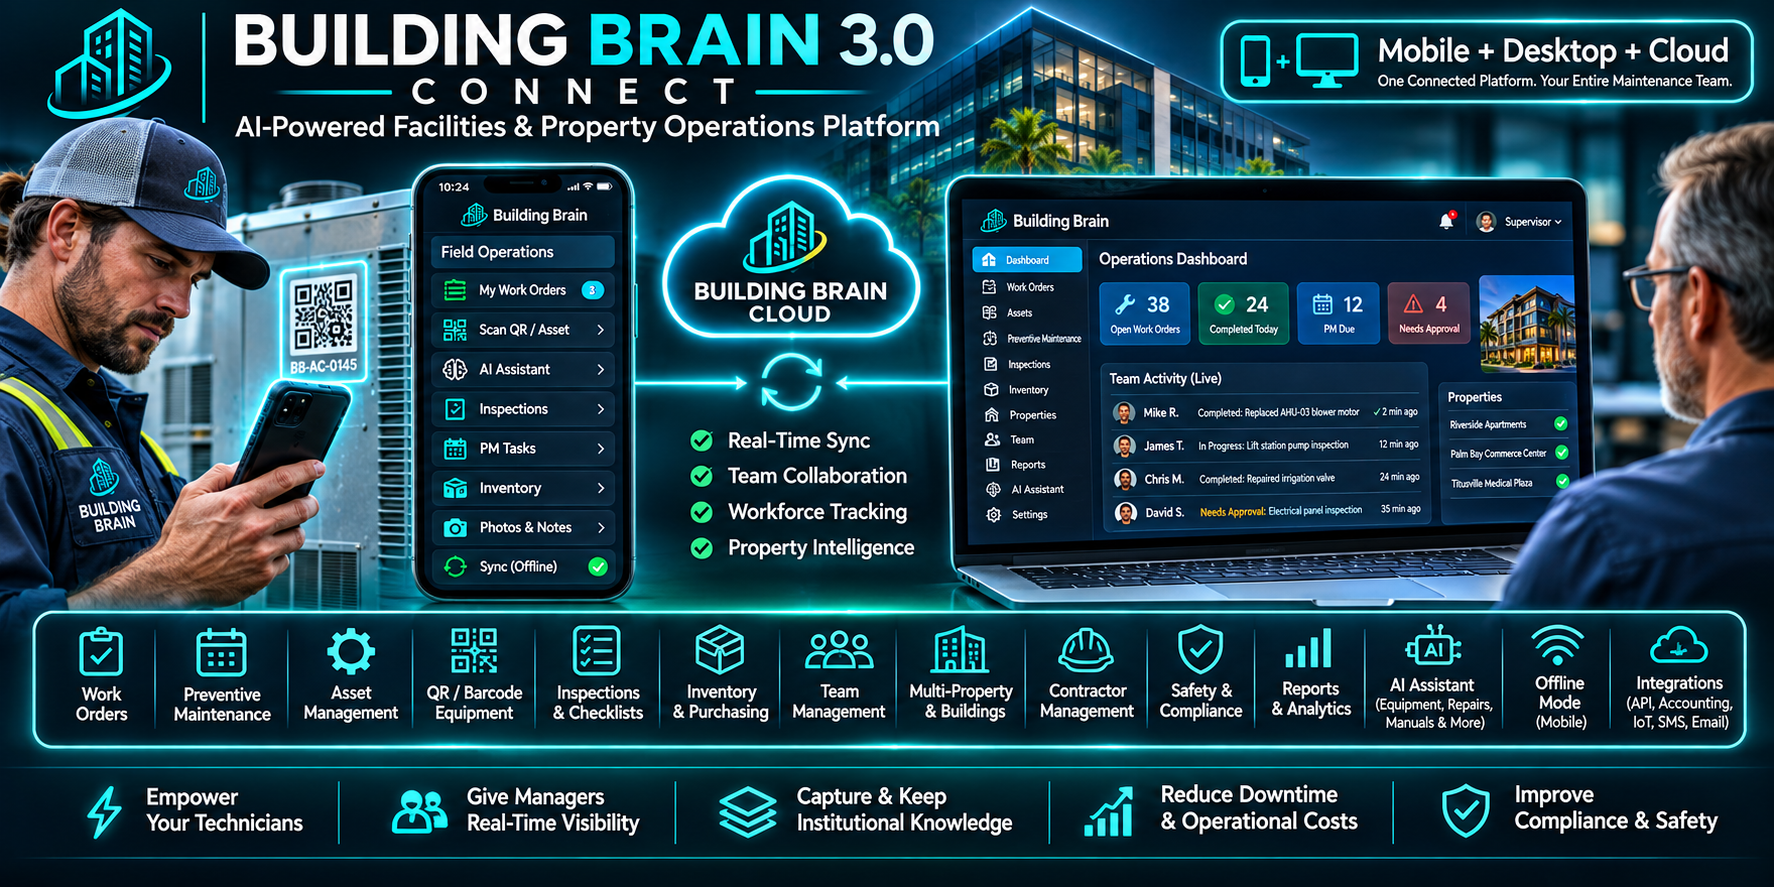 BUILDING BRAIN 3.0
CONNECT
AI-Powered Facilities & Property Operations Platform
Mobile + Desktop + Cloud
One Connected Platform. Your Entire Maintenance Team.
BB-AC-0145
BUILDING
BRAIN
10:24
Building Brain
Field Operations
My Work Orders 3
Scan QR / Asset
AI Assistant
Inspections
PM Tasks
Inventory
Photos & Notes
Sync (Offline)
BUILDING BRAIN
CLOUD
Real-Time Sync
Team Collaboration
Workforce Tracking
Property Intelligence
Building Brain
Supervisor
Dashboard
Work Orders
Assets
Preventive Maintenance
Inspections
Inventory
Properties
Team
Reports
AI Assistant
Settings
Operations Dashboard
38
Open Work Orders
24
Completed Today
12
PM Due
4
Needs Approval
Team Activity (Live)
Mike R. Completed: Replaced AHU-03 blower motor 2 min ago
James T. In Progress: Lift station pump inspection 12 min ago
Chris M. Completed: Repaired irrigation valve 24 min ago
David S. Needs Approval: Electrical panel inspection 35 min ago
Properties
Riverside Apartments
Palm Bay Commerce Center
Titusville Medical Plaza
Work
Orders
Preventive
Maintenance
Asset
Management
QR / Barcode
Equipment
Inspections
& Checklists
Inventory
& Purchasing
Team
Management
Multi-Property
& Buildings
Contractor
Management
Safety &
Compliance
Reports
& Analytics
AI
AI Assistant
(Equipment, Repairs,
Manuals & More)
Offline
Mode
(Mobile)
Integrations
(API, Accounting,
IoT, SMS, Email)
Empower
Your Technicians
Give Managers
Real-Time Visibility
Capture & Keep
Institutional Knowledge
Reduce Downtime
& Operational Costs
Improve
Compliance & Safety